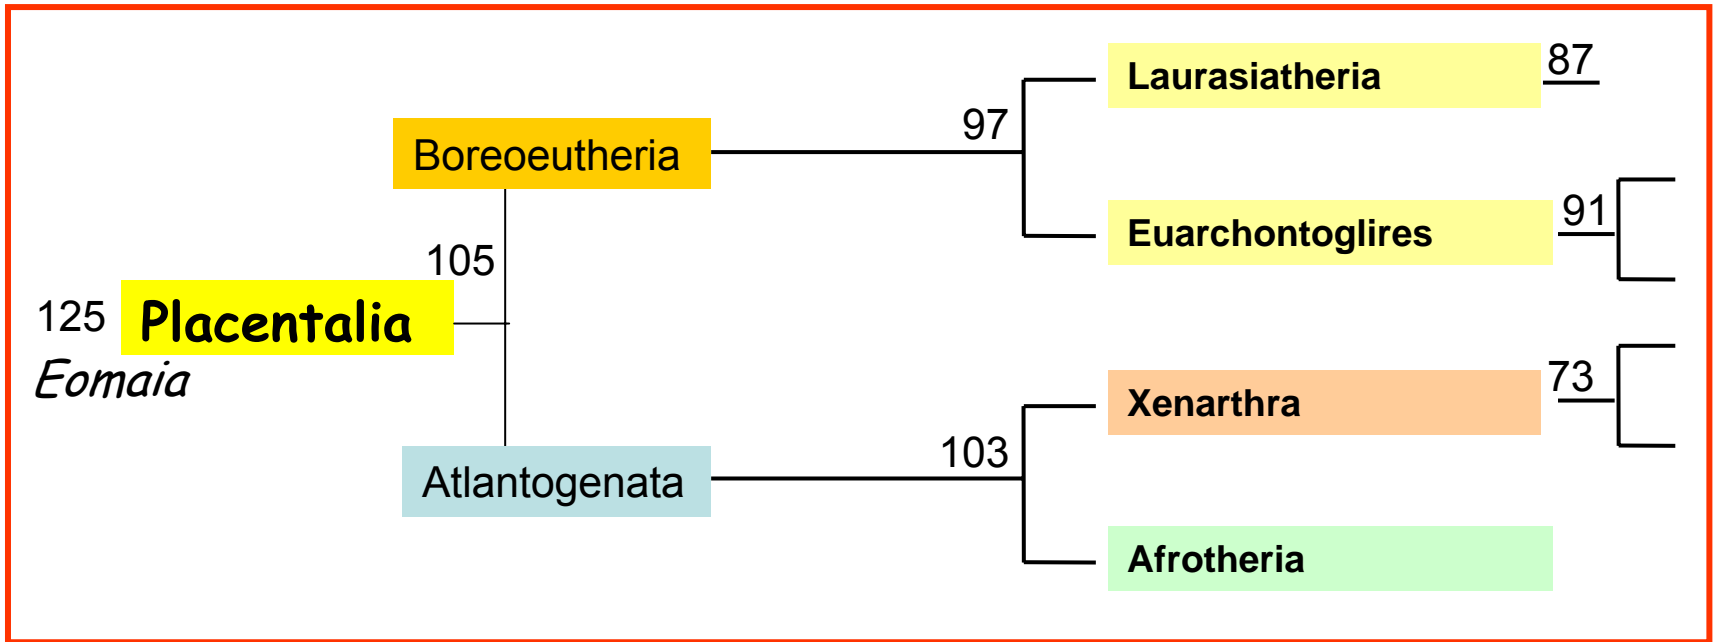 Laurasiatheria 87
97
Boreoeutheria
Euarchontoglires 91
105
125 Placentalia
Eomaia
Xenarthra 73
103
Atlantogenata
Afrotheria